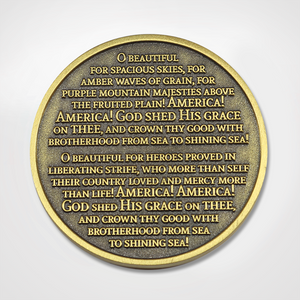 O beautiful
for spacious skies, for
amber waves of grain, for
purple mountain majesties above
the fruited plain! America!
America! God shed His grace
on THEE, and crown thy good with
brotherhood from sea to shining sea!
O beautiful for heroes proved in
liberating strife, who more than self
their country loved and mercy more
than life! America! America!
God shed His grace on thee,
and crown thy good with
brotherhood from sea
to shining sea!